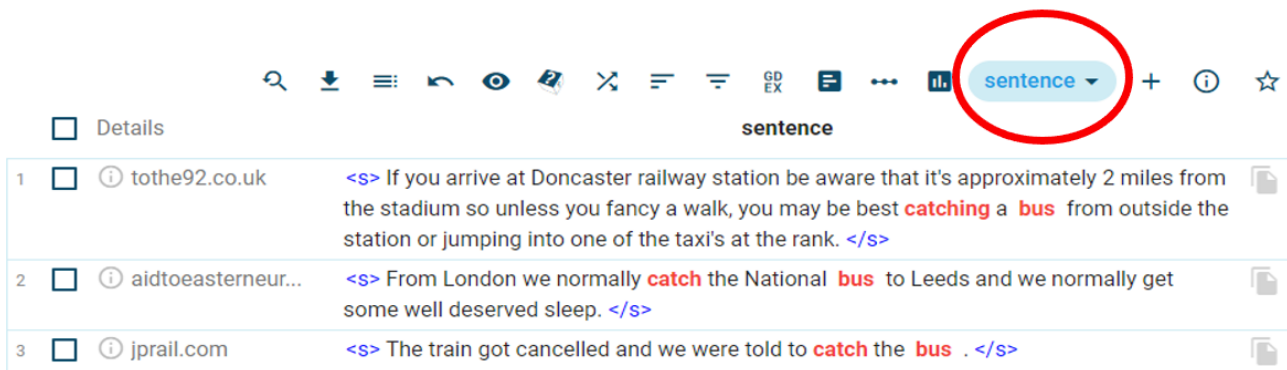 GD EX sentence
Details sentence
1 tothe92.co.uk <s> If you arrive at Doncaster railway station be aware that it's approximately 2 miles from
the stadium so unless you fancy a walk, you may be best catching a bus from outside the
station or jumping into one of the taxi's at the rank. </s>
2 aidtoeasterneur... <s> From London we normally catch the National bus to Leeds and we normally get
some well deserved sleep. </s>
3 jprail.com <s> The train got cancelled and we were told to catch the bus . </s>